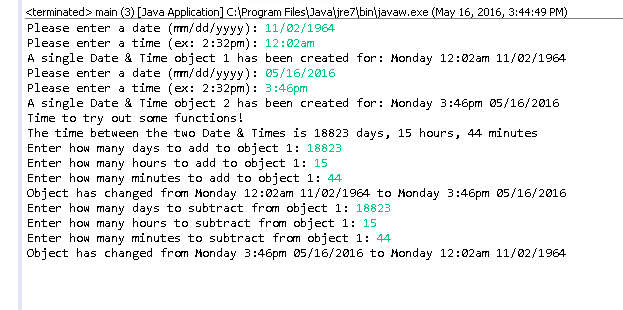 <terminated> main (3) [Java Application] C:\Program Files\Java\jre7\bin\javaw.exe (May 16, 2016, 3:44:49 PM)
Please enter a date (mm/dd/yyyy): 11/02/1964
Please enter a time (ex: 2:32pm): 12:02am
A single Date & Time object 1 has been created for: Monday 12:02am 11/02/1964
Please enter a date (mm/dd/yyyy): 05/16/2016
Please enter a time (ex: 2:32pm): 3:46pm
A single Date & Time object 2 has been created for: Monday 3:46pm 05/16/2016
Time to try out some functions!
The time between the two Date & Times is 18823 days, 15 hours, 44 minutes
Enter how many days to add to object 1: 18823
Enter how many hours to add to object 1: 15
Enter how many minutes to add to object 1: 44
Object has changed from Monday 12:02am 11/02/1964 to Monday 3:46pm 05/16/2016
Enter how many days to subtract from object 1: 18823
Enter how many hours to subtract from object 1: 15
Enter how many minutes to subtract from object 1: 44
Object has changed from Monday 3:46pm 05/16/2016 to Monday 12:02am 11/02/1964